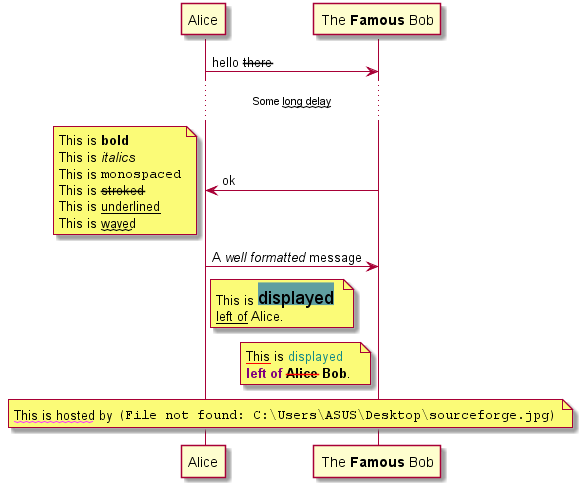 Alice
The Famous Bob
hello there
Some long delay
This is bold
This is italics
This is monospaced
This is stroked
This is underlined
This is waved
ok
A well formatted message
This is displayed
left of Alice.
This is displayed
left of Alice Bob.
This is hosted by (File not found: C:\Users\ASUS\Desktop\sourceforge.jpg)
Alice
The Famous Bob